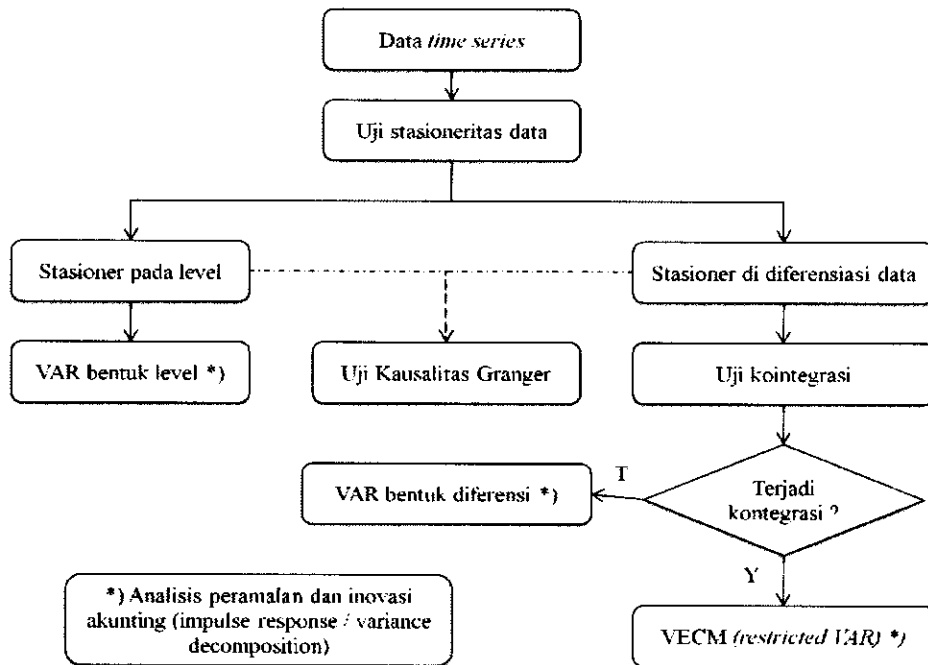 Data time series
Uji stasioneritas data
Stasioner pada level
Stasioner di diferensiasi data
VAR bentuk level *)
Uji Kausalitas Granger
Uji kointegrasi
VAR bentuk diferensi *)
T
Terjadi
kontegrasi ?
Y
*) Analisis peramalan dan inovasi
akunting (impulse response / variance
decomposition)
VECM (restricted VAR) *)